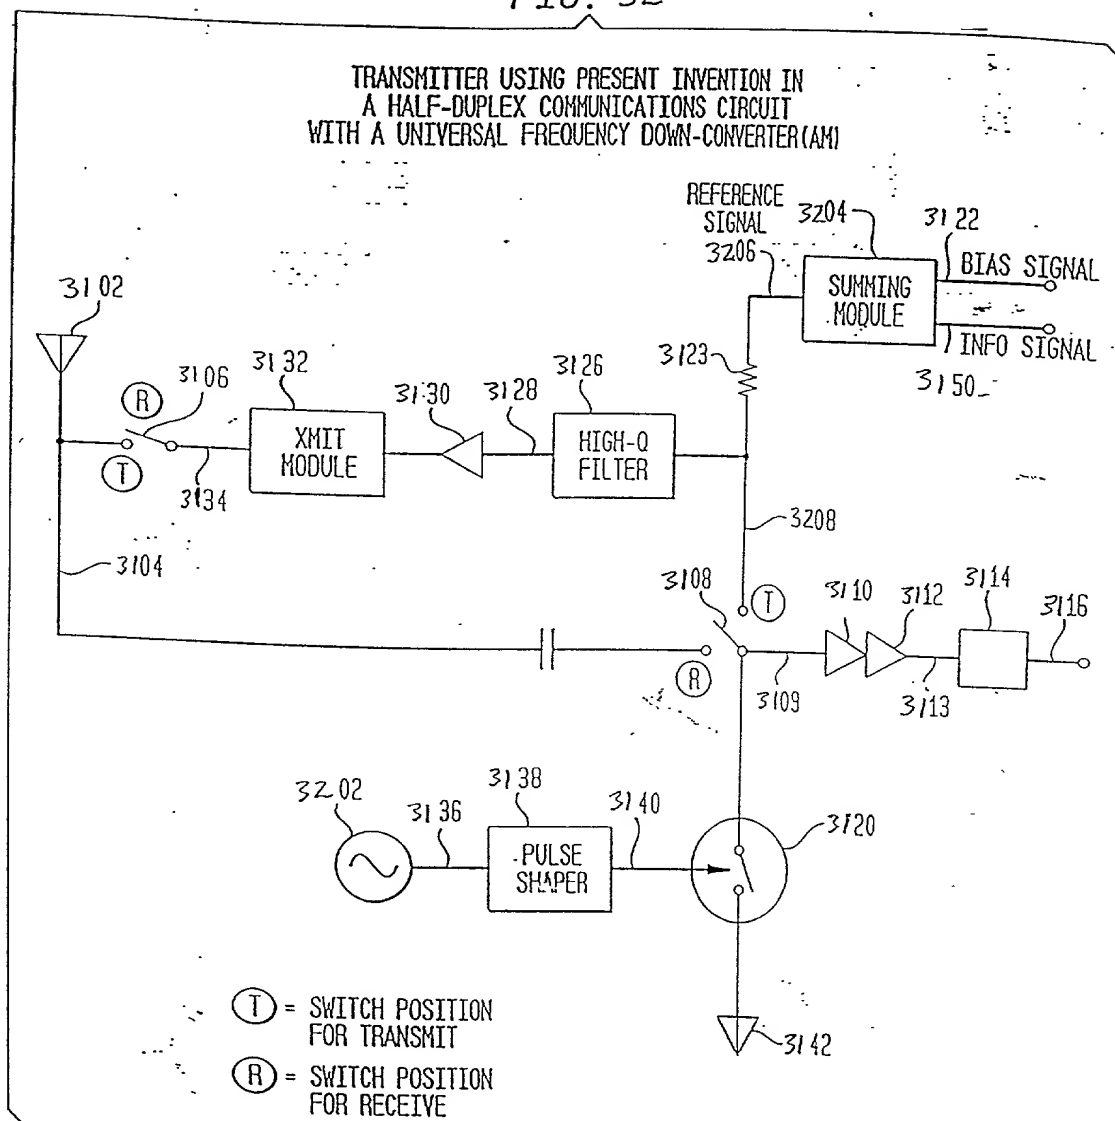 FIG. 32
TRANSMITTER USING PRESENT INVENTION IN
A HALF-DUPLEX COMMUNICATIONS CIRCUIT
WITH A UNIVERSAL FREQUENCY DOWN-CONVERTER(AM)
REFERENCE
SIGNAL
3206
3204
3122
SUMMING
MODULE
BIAS SIGNAL
INFO SIGNAL
3150
3102
3106
R
T
3134
3132
XMIT
MODULE
3130
3128
3126
HIGH-Q
FILTER
3123
3208
3104
3108
T
R
3109
3110
3112
3113
3114
3116
3202
3136
3138
PULSE
SHAPER
3140
3120
3142
T = SWITCH POSITION
FOR TRANSMIT
R = SWITCH POSITION
FOR RECEIVE